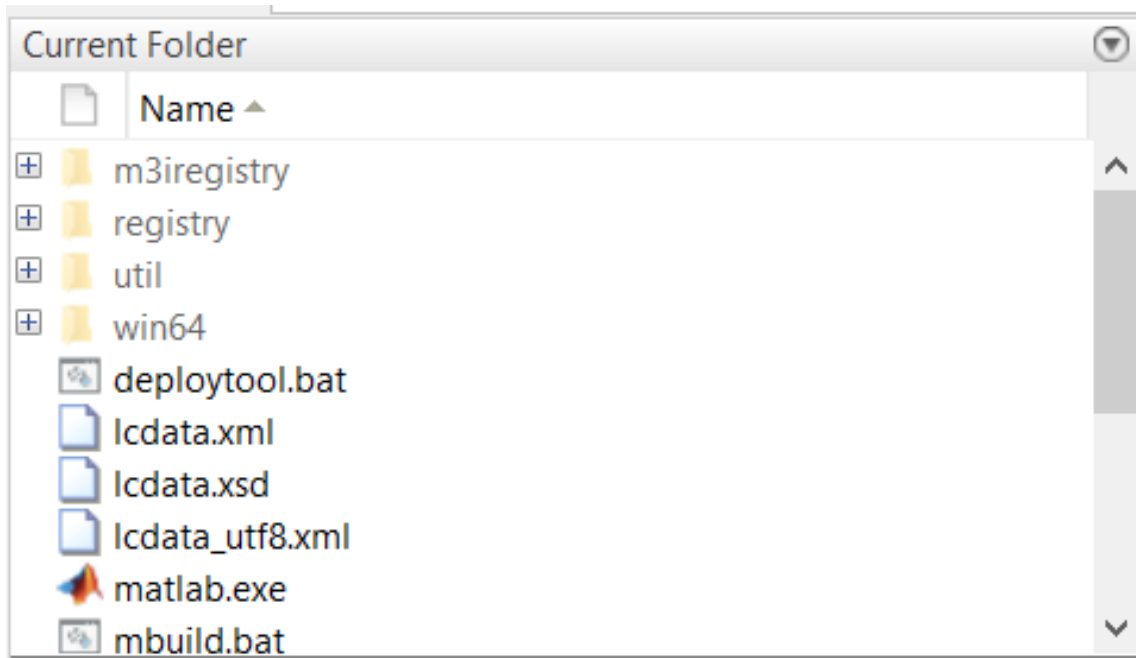 Current Folder
Name
m3iregistry
registry
util
win64
deploytool.bat
lcdata.xml
lcdata.xsd
lcdata_utf8.xml
matlab.exe
mbuild.bat